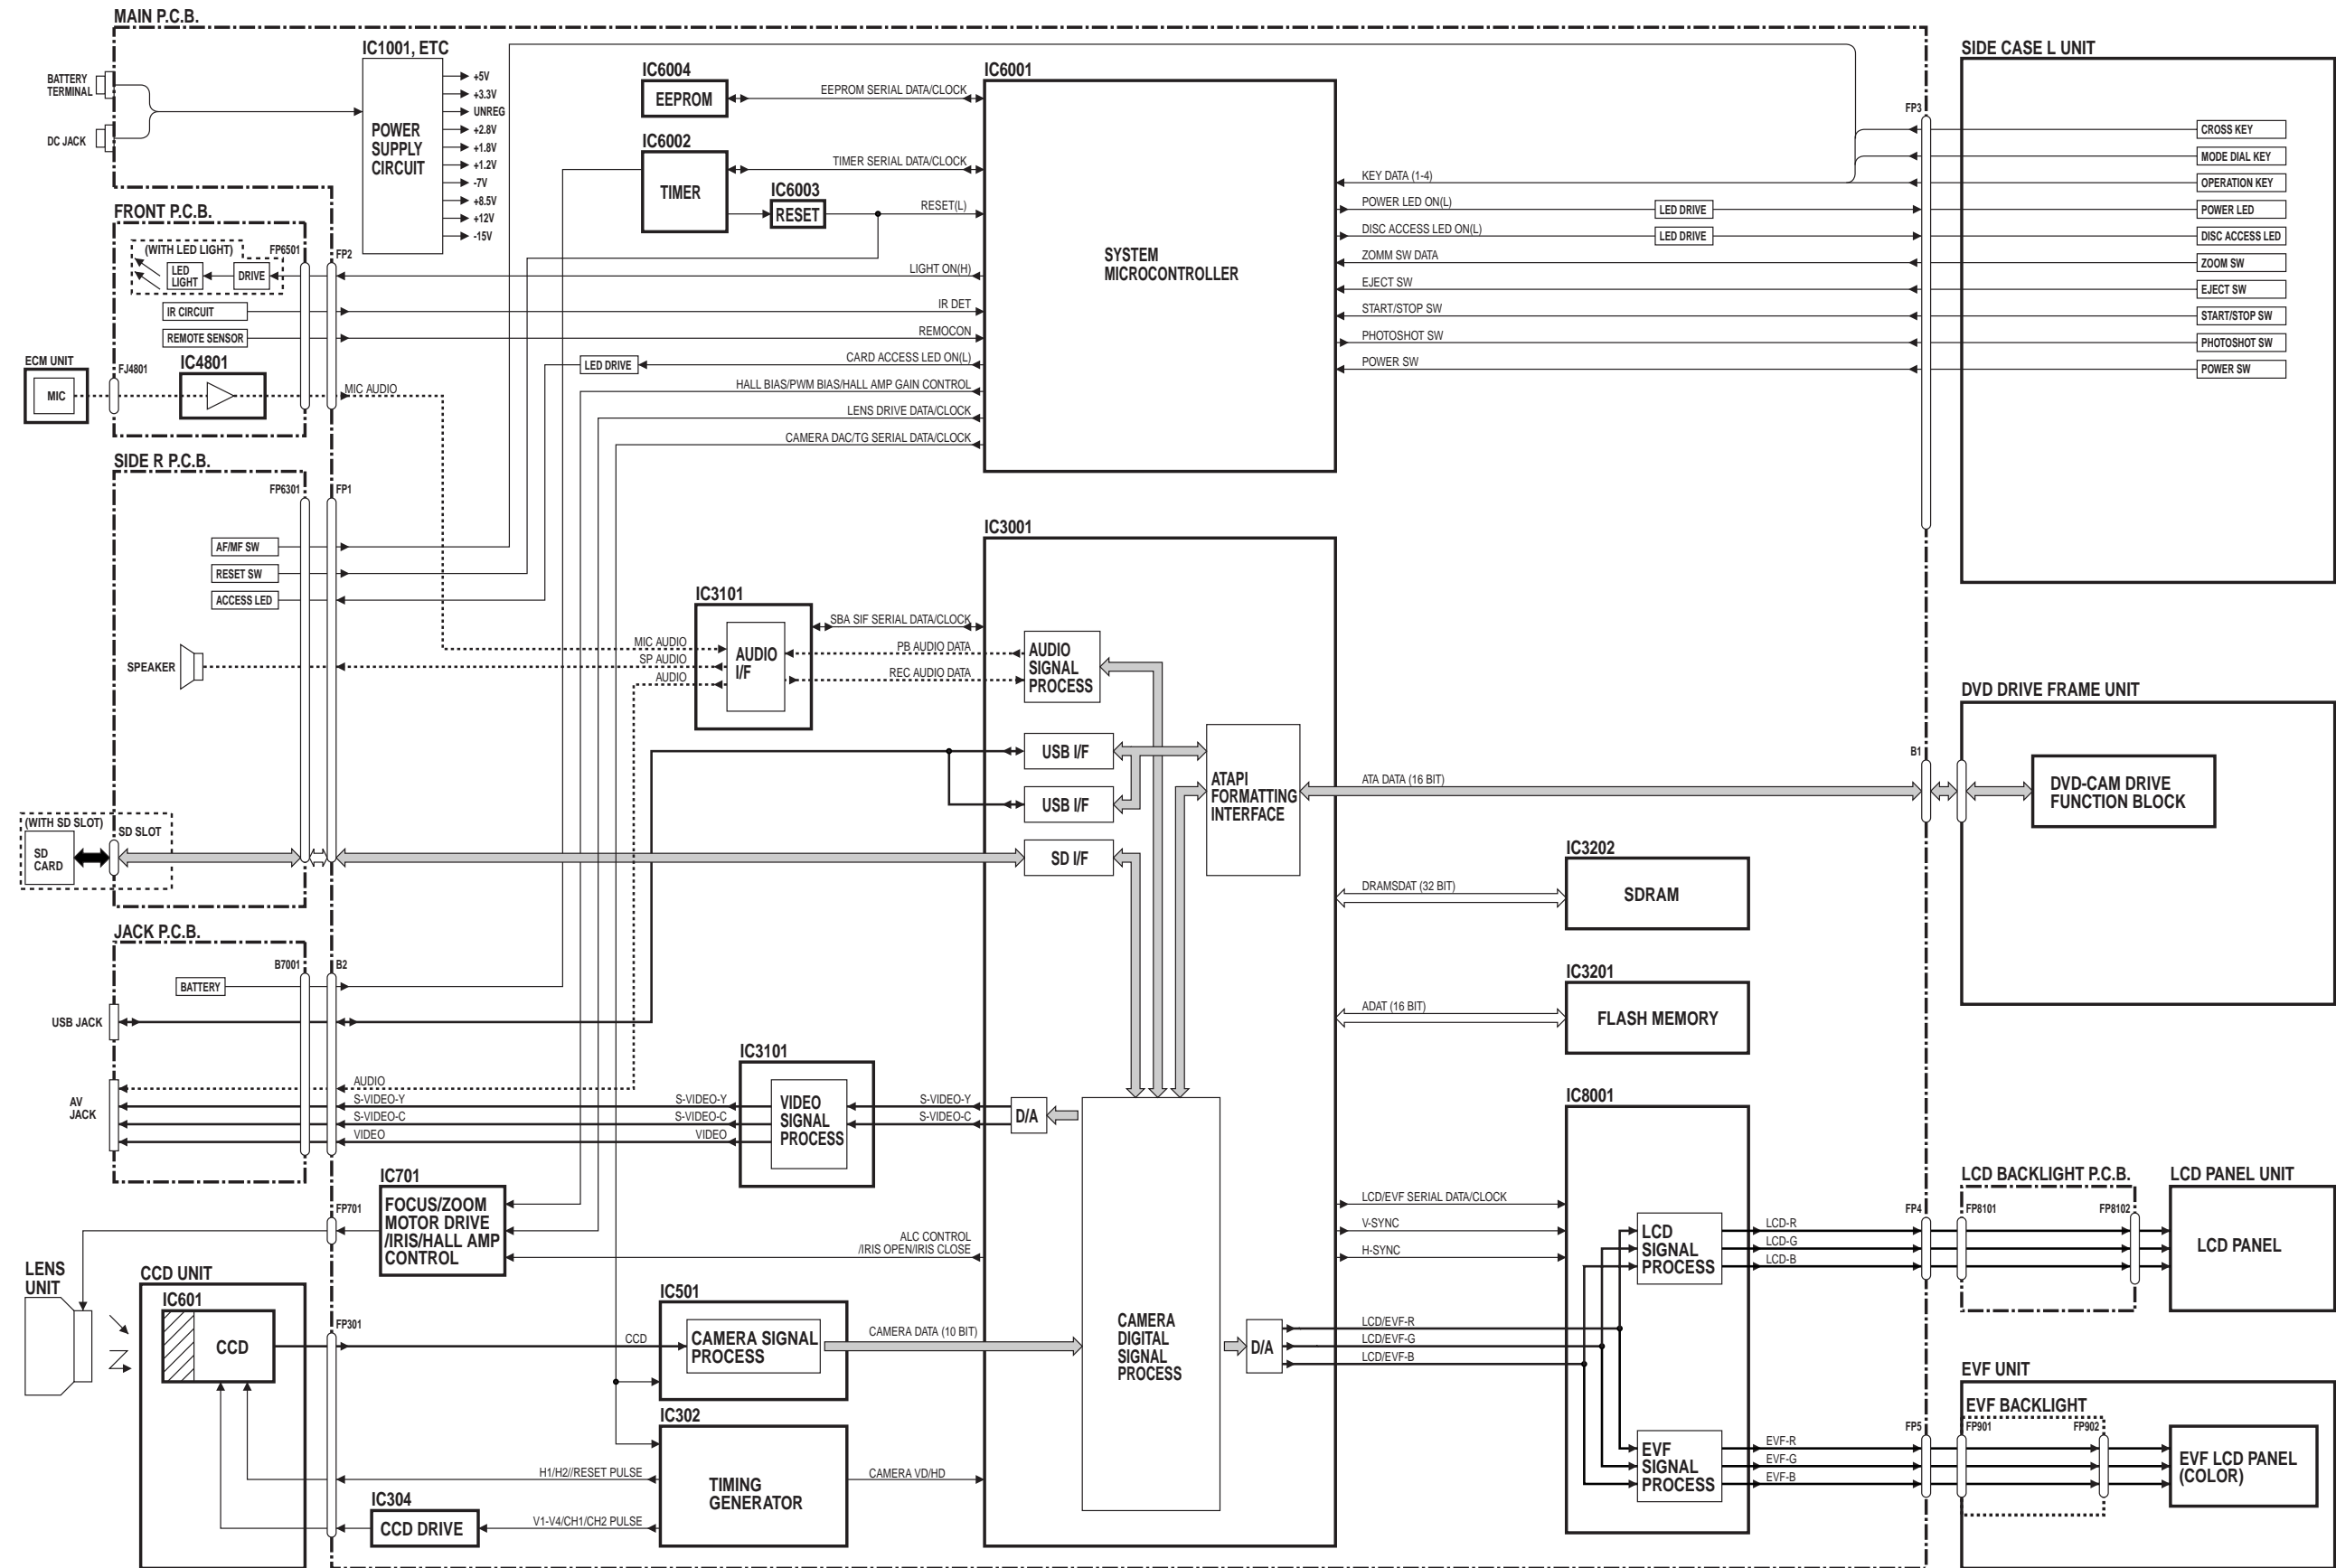 MAIN P.C.B.
BATTERY
TERMINAL
DC JACK
IC1001, ETC
POWER
SUPPLY
CIRCUIT
+5V
+3.3V
UNREG
+2.8V
+1.8V
+1.2V
-7V
+8.5V
+12V
-15V
IC6004
EEPROM
EEPROM SERIAL DATA/CLOCK
IC6002
TIMER
TIMER SERIAL DATA/CLOCK
IC6003
RESET
RESET(L)
IC6001
SYSTEM
MICROCONTROLLER
LIGHT ON(H)
IR DET
REMOCON
CARD ACCESS LED ON(L)
LED DRIVE
HALL BIAS/PWM BIAS/HALL AMP GAIN CONTROL
LENS DRIVE DATA/CLOCK
CAMERA DAC/TG SERIAL DATA/CLOCK
KEY DATA (1-4)
POWER LED ON(L)
LED DRIVE
DISC ACCESS LED ON(L)
LED DRIVE
ZOMM SW DATA
EJECT SW
START/STOP SW
PHOTOSHOT SW
POWER SW
FP3
SIDE CASE L UNIT
CROSS KEY
MODE DIAL KEY
OPERATION KEY
POWER LED
DISC ACCESS LED
ZOOM SW
EJECT SW
START/STOP SW
PHOTOSHOT SW
POWER SW
FRONT P.C.B.
(WITH LED LIGHT)
LED
LIGHT
DRIVE
FP6501
FP2
IR CIRCUIT
REMOTE SENSOR
ECM UNIT
MIC
FJ4801
IC4801
MIC AUDIO
SIDE R P.C.B.
FP6301
FP1
AF/MF SW
RESET SW
ACCESS LED
SPEAKER
(WITH SD SLOT)
SD
CARD
SD SLOT
IC3101
AUDIO
I/F
MIC AUDIO
SP AUDIO
AUDIO
SBA SIF SERIAL DATA/CLOCK
PB AUDIO DATA
REC AUDIO DATA
IC3001
AUDIO
SIGNAL
PROCESS
USB I/F
USB I/F
SD I/F
ATAPI
FORMATTING
INTERFACE
ATA DATA (16 BIT)
B1
DVD DRIVE FRAME UNIT
DVD-CAM DRIVE
FUNCTION BLOCK
DRAMSDAT (32 BIT)
IC3202
SDRAM
ADAT (16 BIT)
IC3201
FLASH MEMORY
JACK P.C.B.
B7001
B2
BATTERY
USB JACK
AV
JACK
AUDIO
S-VIDEO-Y
S-VIDEO-C
VIDEO
S-VIDEO-Y
S-VIDEO-C
VIDEO
IC3101
VIDEO
SIGNAL
PROCESS
S-VIDEO-Y
S-VIDEO-C
D/A
IC701
FOCUS/ZOOM
MOTOR DRIVE
/IRIS/HALL AMP
CONTROL
FP701
ALC CONTROL
/IRIS OPEN/IRIS CLOSE
LENS
UNIT
CCD UNIT
IC601
CCD
FP301
CCD
IC501
CAMERA SIGNAL
PROCESS
CAMERA DATA (10 BIT)
CAMERA
DIGITAL
SIGNAL
PROCESS
D/A
IC302
TIMING
GENERATOR
H1/H2//RESET PULSE
CAMERA VD/HD
IC304
CCD DRIVE
V1-V4/CH1/CH2 PULSE
LCD/EVF SERIAL DATA/CLOCK
V-SYNC
H-SYNC
LCD/EVF-R
LCD/EVF-G
LCD/EVF-B
IC8001
LCD
SIGNAL
PROCESS
LCD-R
LCD-G
LCD-B
EVF
SIGNAL
PROCESS
EVF-R
EVF-G
EVF-B
FP4
LCD BACKLIGHT P.C.B.
FP8101
FP8102
LCD PANEL UNIT
LCD PANEL
FP5
EVF UNIT
EVF BACKLIGHT
FP901
FP902
EVF LCD PANEL
(COLOR)